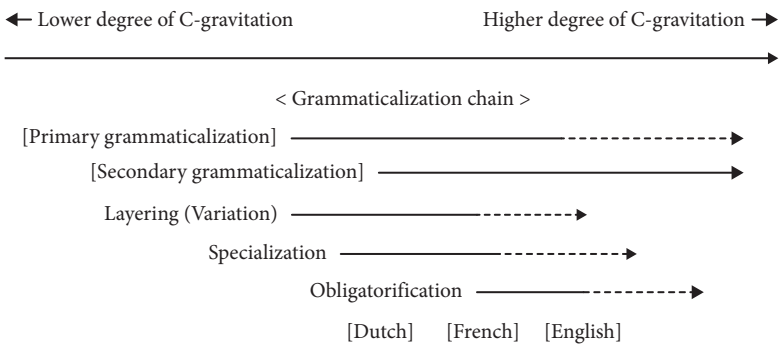 Lower degree of C-gravitation Higher degree of C-gravitation
< Grammaticalization chain >
[Primary grammaticalization]
[Secondary grammaticalization]
Layering (Variation)
Specialization
Obligatorification
[Dutch] [French] [English]